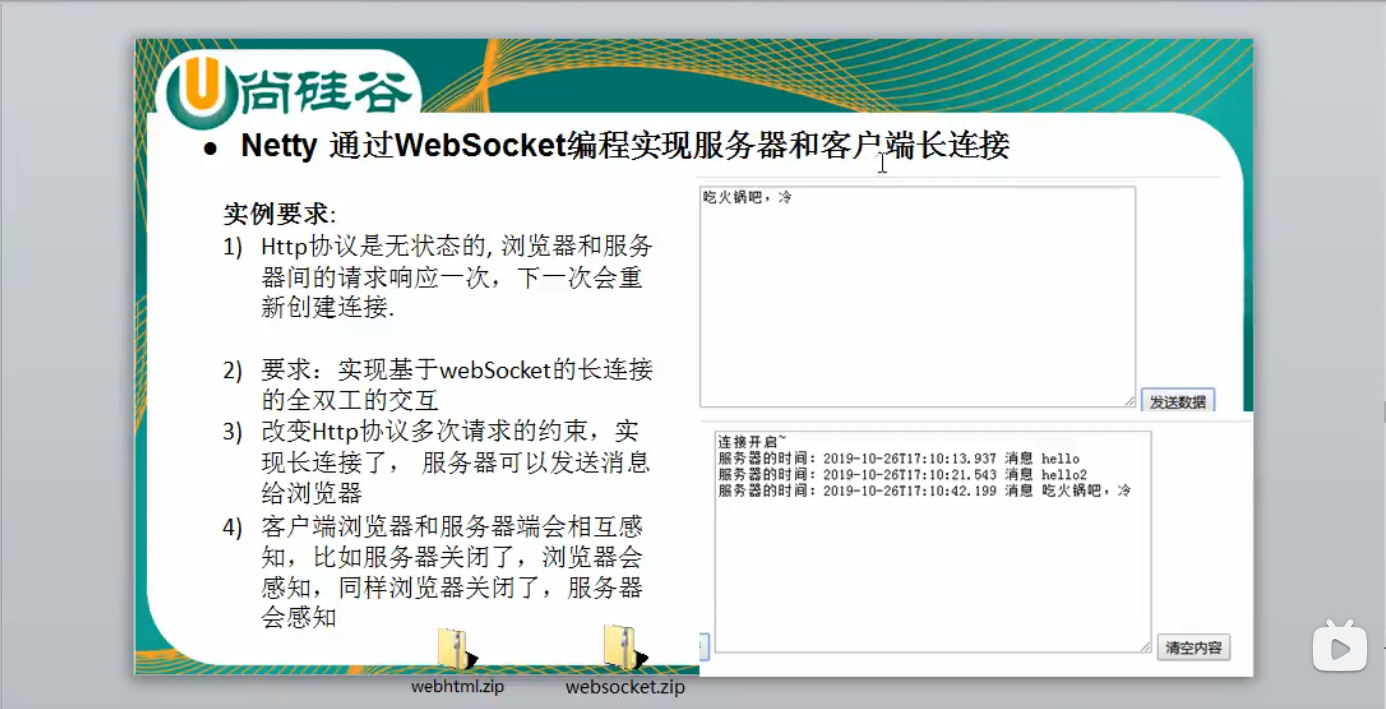 尚硅谷
Netty 通过WebSocket编程实现服务器和客户端长连接
实例要求:
1) Http协议是无状态的, 浏览器和服务
器间的请求响应一次，下一次会重
新创建连接.
2) 要求：实现基于webSocket的长连接
的全双工的交互
3) 改变Http协议多次请求的约束，实
现长连接了， 服务器可以发送消息
给浏览器
4) 客户端浏览器和服务器端会相互感
知，比如服务器关闭了，浏览器会
感知，同样浏览器关闭了，服务器
会感知
webhtml.zip
websocket.zip
吃火锅吧，冷
发送数据
连接开启~
服务器的时间：2019-10-26T17:10:13.937 消息 hello
服务器的时间：2019-10-26T17:10:21.543 消息 hello2
服务器的时间：2019-10-26T17:10:42.199 消息 吃火锅吧，冷
清空内容